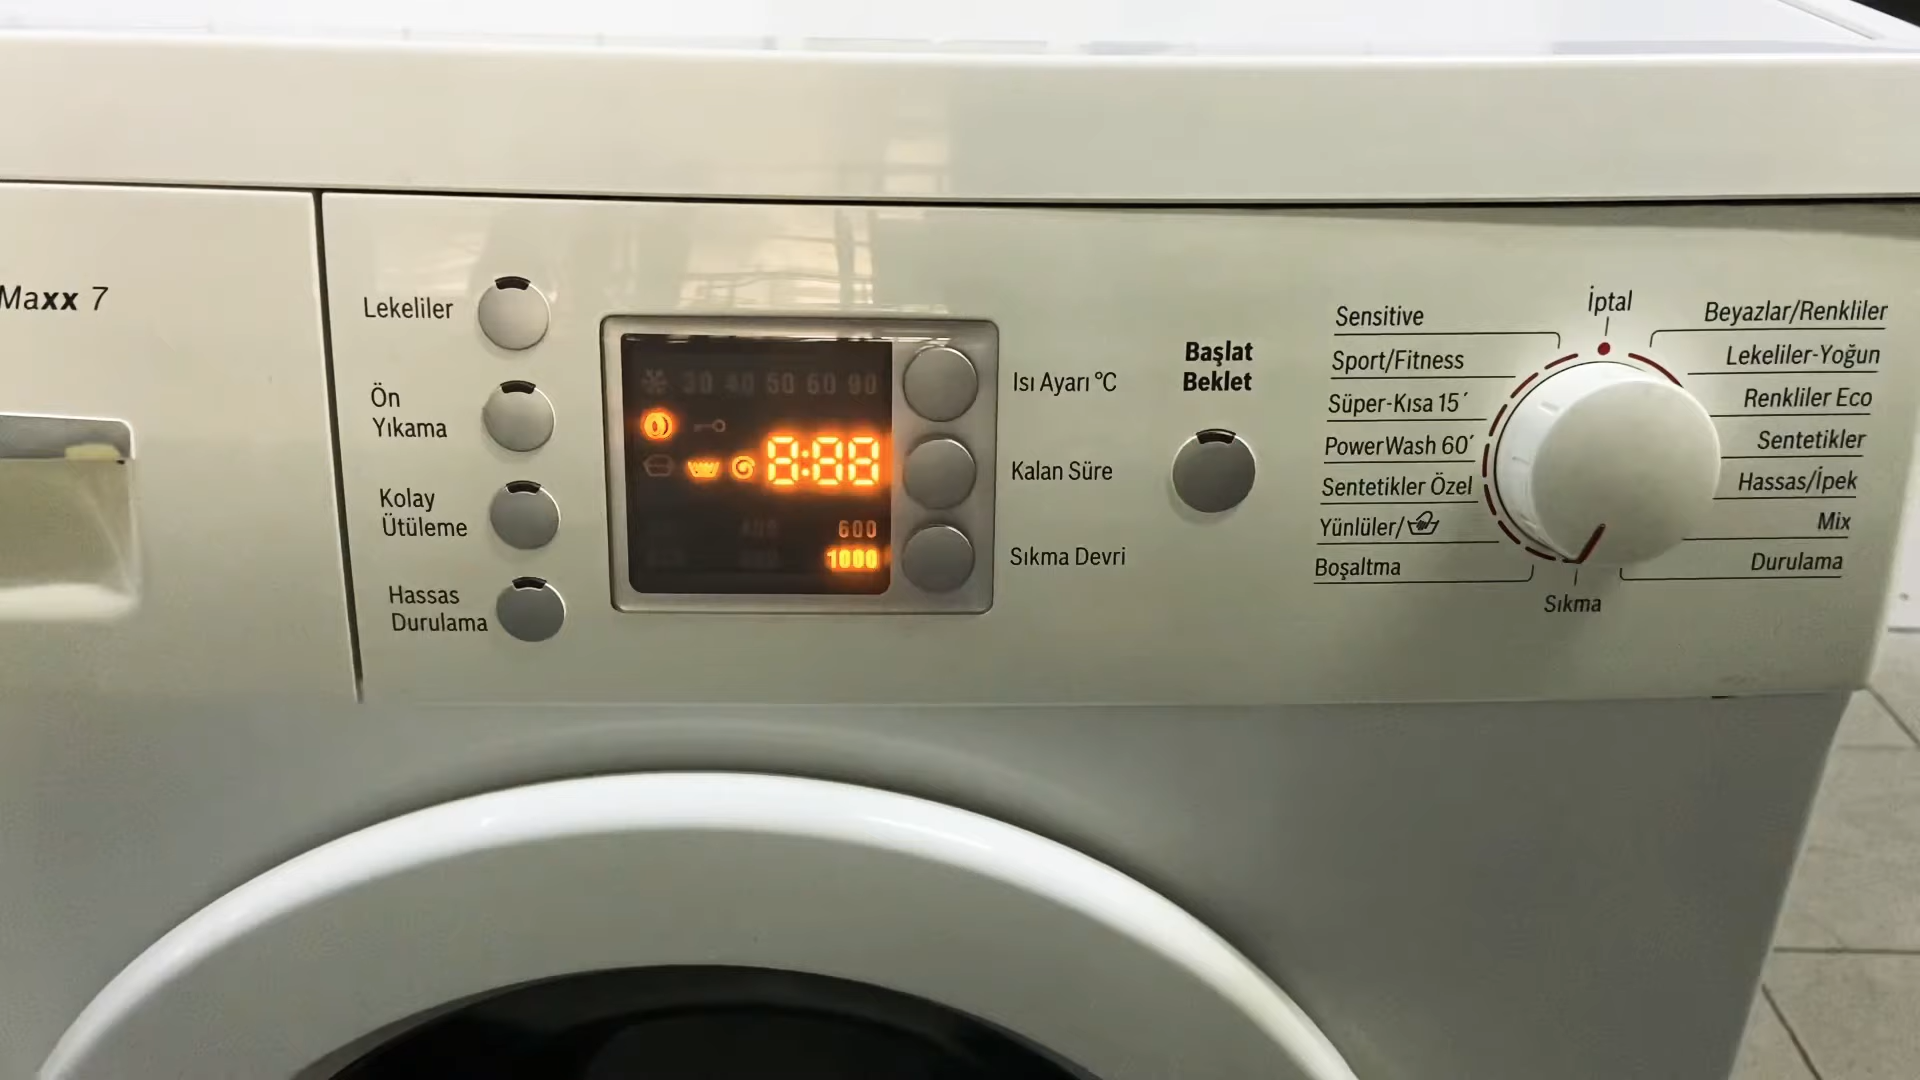 Maxx 7
Lekeliler
Ön
Yıkama
Kolay
Ütüleme
Hassas
Durulama
30 40 50 60 90
8:88
600
1000
Isı Ayarı °C
Kalan Süre
Sıkma Devri
Başlat
Beklet
İptal
Sensitive
Sport/Fitness
Süper-Kısa 15´
PowerWash 60´
Sentetikler Özel
Yünlüler/
Boşaltma
Sıkma
Beyazlar/Renkliler
Lekeliler-Yoğun
Renkliler Eco
Sentetikler
Hassas/İpek
Mix
Durulama